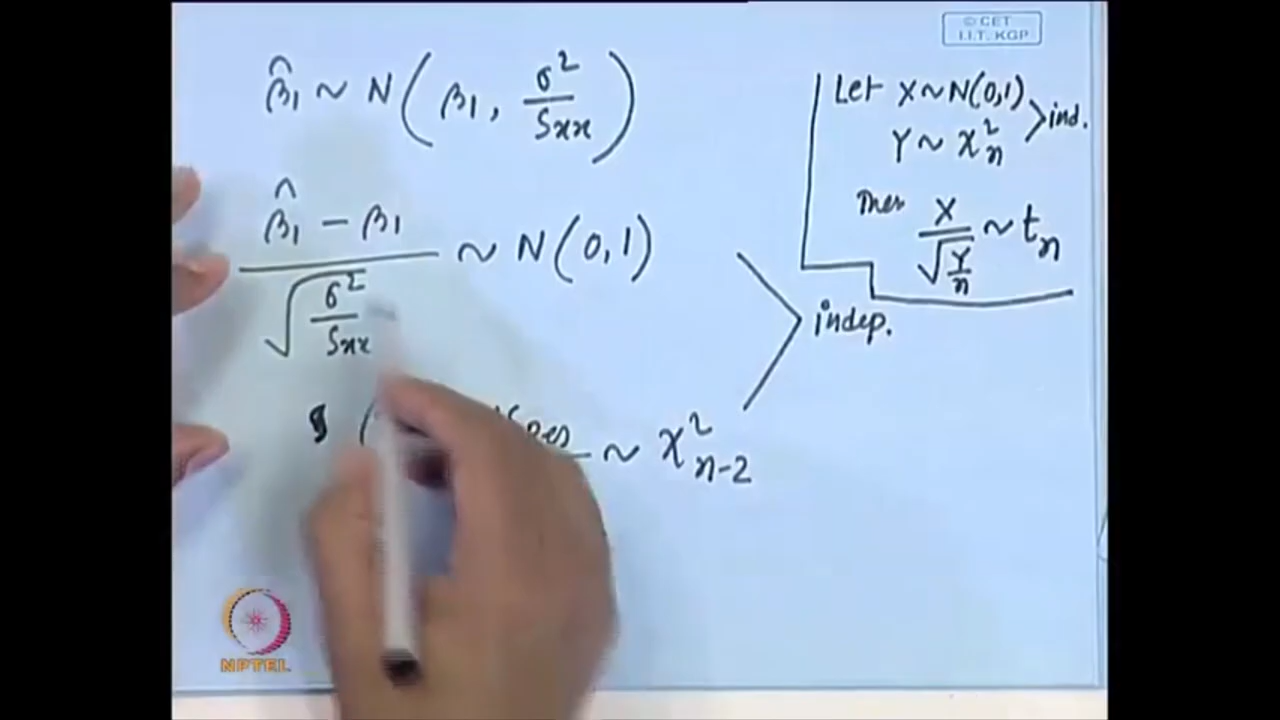 © CET
I.I.T. KGP
β̂₁ ~ N(β₁, σ²/Sxx)
(β̂₁ − β₁)/√(σ²/Sxx) ~ N(0,1)
~ χ²ₙ₋₂
indep.
Let X~N(0,1)
Y~ χ²ₙ
>ind.
Then X/√(Y/n) ~ tₙ
NPTEL